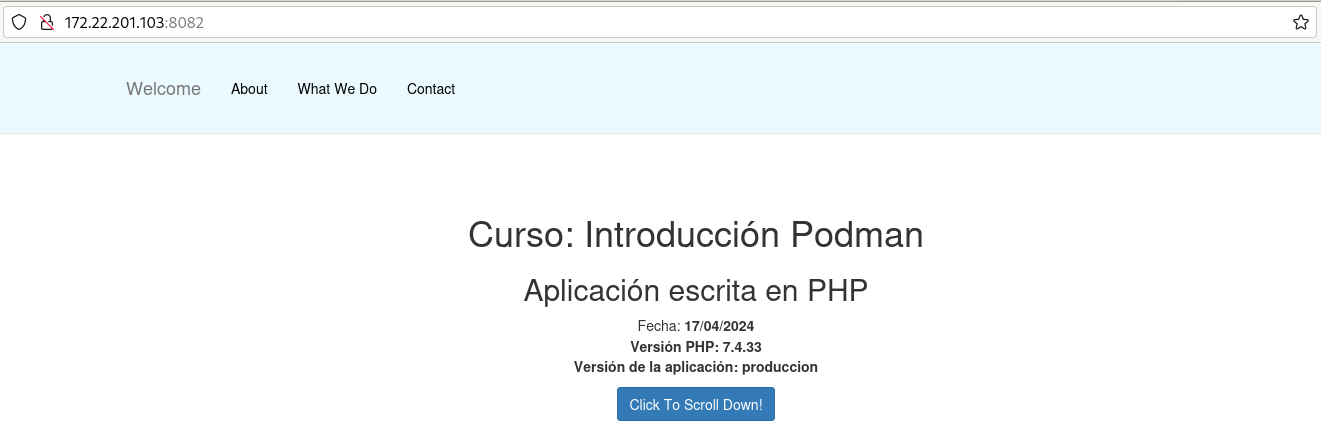 172.22.201.103:8082
Welcome About What We Do Contact
Curso: Introducción Podman
Aplicación escrita en PHP
Fecha: 17/04/2024
Versión PHP: 7.4.33
Versión de la aplicación: produccion
Click To Scroll Down!